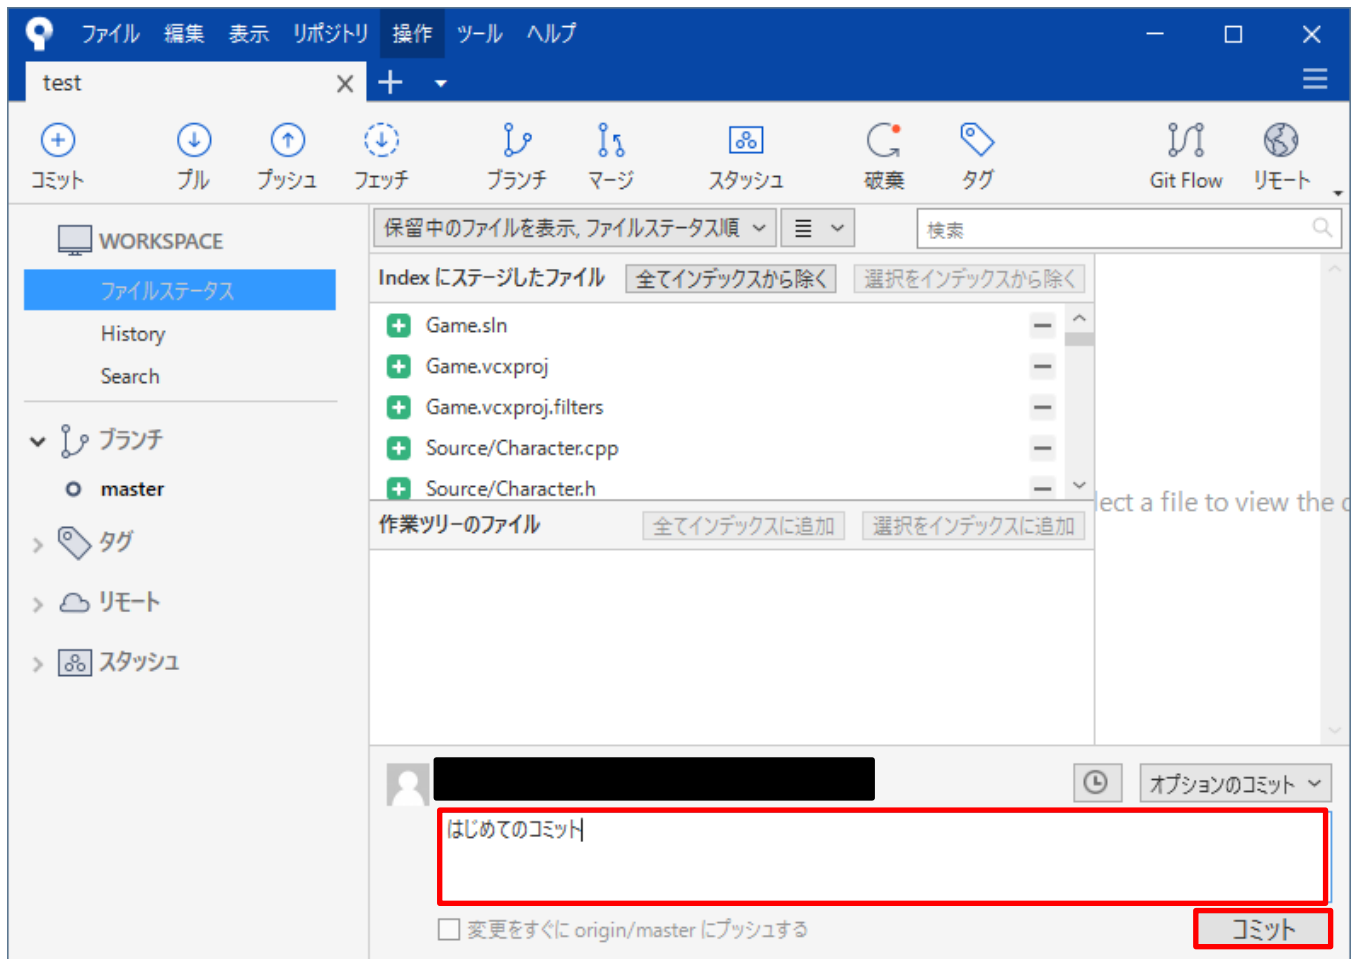 ファイル 編集 表示 リポジトリ 操作 ツール ヘルプ
test
コミット プル プッシュ フェッチ ブランチ マージ スタッシュ 破棄 タグ Git Flow リモート
WORKSPACE
ファイルステータス
History
Search
ブランチ
master
タグ
リモート
スタッシュ
保留中のファイルを表示, ファイルステータス順
検索
Index にステージしたファイル 全てインデックスから除く 選択をインデックスから除く
Game.sln
Game.vcxproj
Game.vcxproj.filters
Source/Character.cpp
Source/Character.h
作業ツリーのファイル 全てインデックスに追加 選択をインデックスに追加
lect a file to view the d
オプションのコミット
はじめてのコミット
変更をすぐに origin/master にプッシュする
コミット